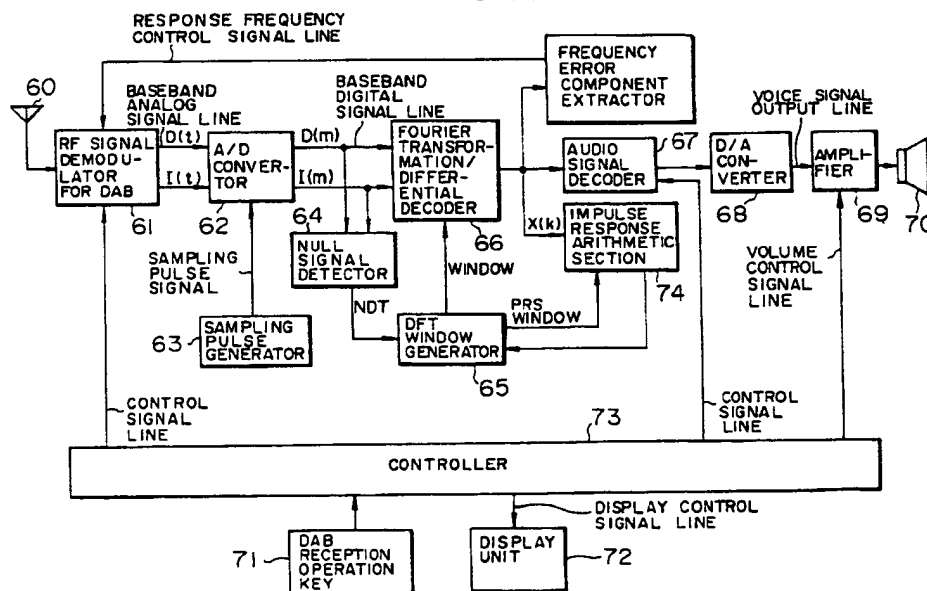 RESPONSE FREQUENCY
CONTROL SIGNAL LINE
60
BASEBAND
ANALOG
SIGNAL LINE
D(t)
I(t)
RF SIGNAL
DEMODU-
LATOR
FOR DAB
61
A/D
CONVER-
TOR
62
D(m)
I(m)
BASEBAND
DIGITAL
SIGNAL LINE
64
NULL
SIGNAL
DETECTOR
FOURIER
TRANSFOR-
MATION/
DIFFER-
ENTIAL
DECODER
66
FREQUENCY
ERROR
COMPONENT
EXTRACTOR
67
AUDIO SIGNAL
DECODER
X(k)
IMPULSE
RESPONSE
ARITHMETIC
SECTION
74
VOICE SIGNAL
OUTPUT LINE
D/A
CON-
VERTER
68
AMPLI-
FIER
69
70
SAMPLING
PULSE
SIGNAL
63
SAMPLING
PULSE
GENERATOR
NDT
WINDOW
PRS
WINDOW
DFT
WINDOW
GENERATOR
65
VOLUME
CONTROL
SIGNAL
LINE
CONTROL
SIGNAL
LINE
CONTROL
SIGNAL
LINE
73
CONTROLLER
71
DAB
RECEPTION
OPERATION
KEY
DISPLAY
UNIT
72
DISPLAY CONTROL
SIGNAL LINE